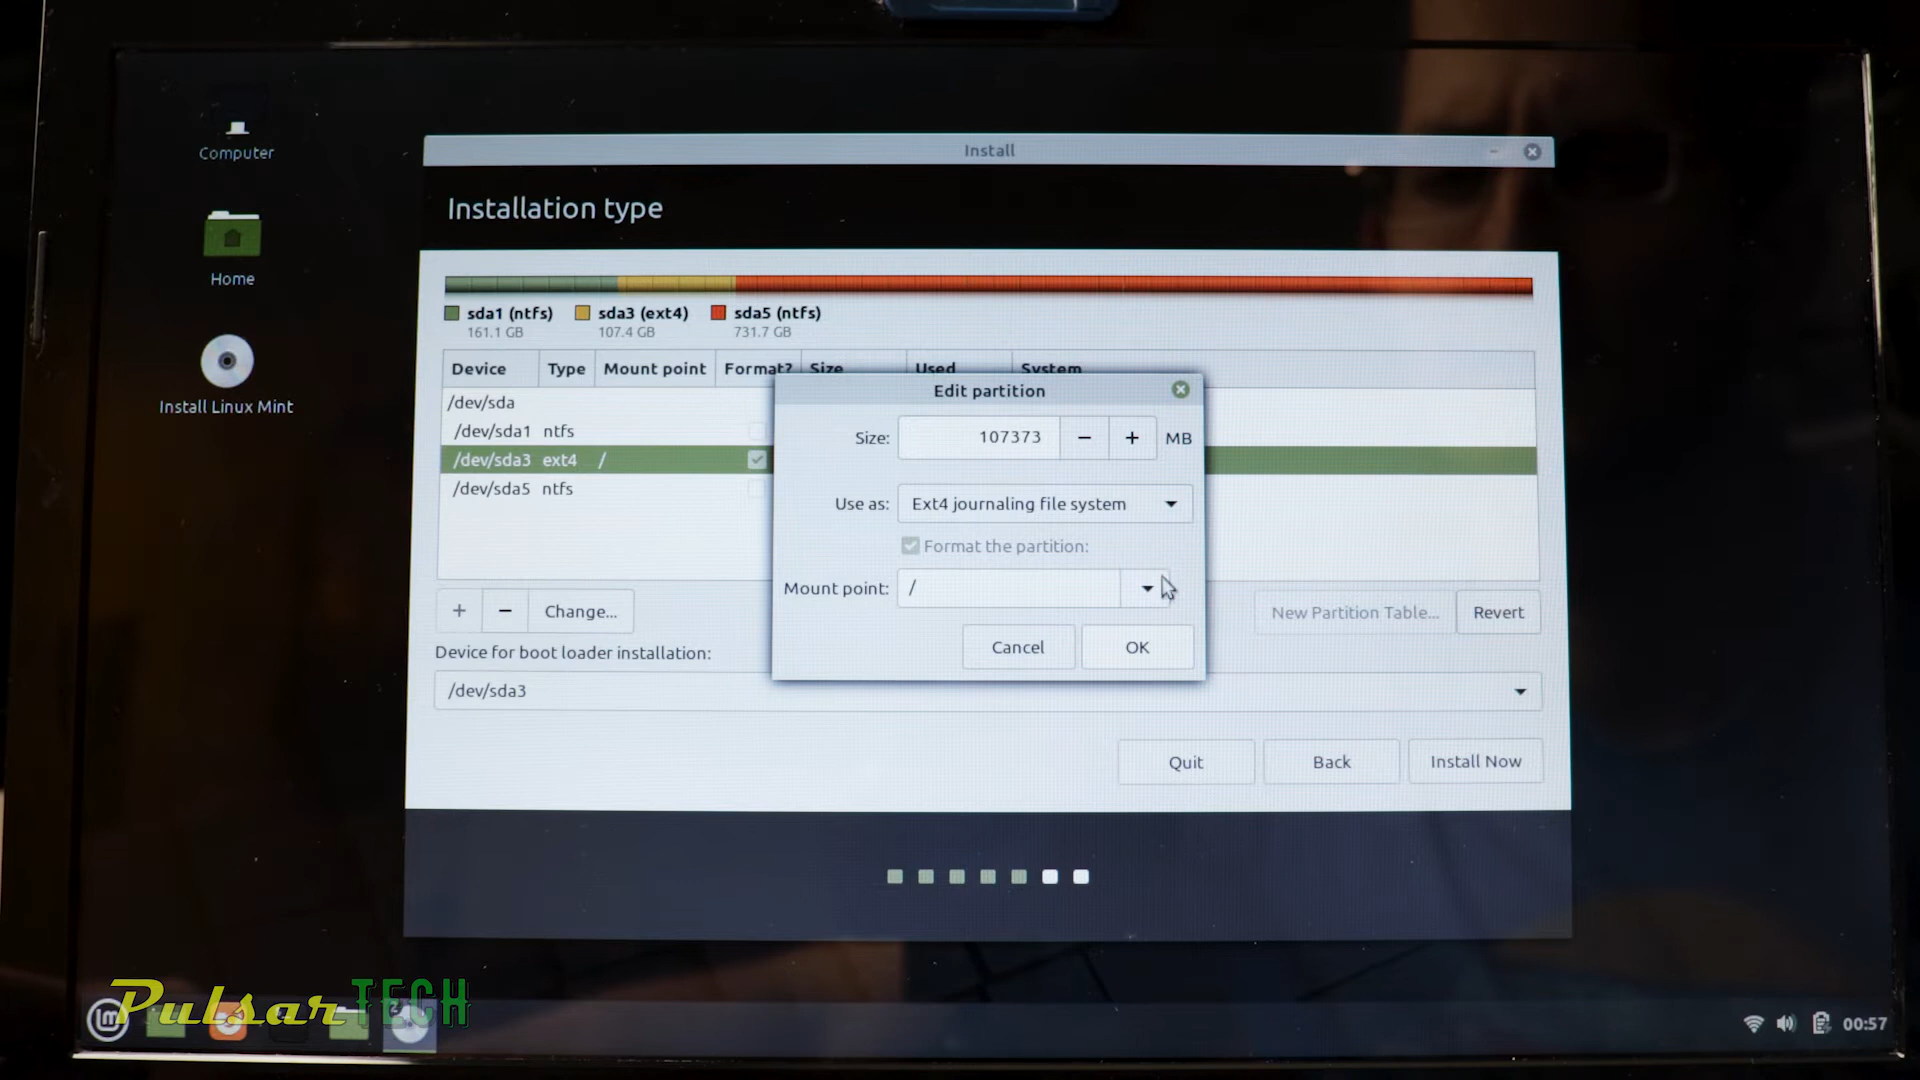 Computer
Home
Install Linux Mint
Install
Installation type
sda1 (ntfs)
161.1 GB
sda3 (ext4)
107.4 GB
sda5 (ntfs)
731.7 GB
Device Type Mount point Format? Size Used System
/dev/sda
/dev/sda1 ntfs
/dev/sda3 ext4 /
/dev/sda5 ntfs
Edit partition
Size: 107373 - + MB
Use as: Ext4 journaling file system
Format the partition:
Mount point: /
Cancel OK
+ - Change...
New Partition Table... Revert
Device for boot loader installation:
/dev/sda3
Quit Back Install Now
Pulsar TECH
lm
00:57